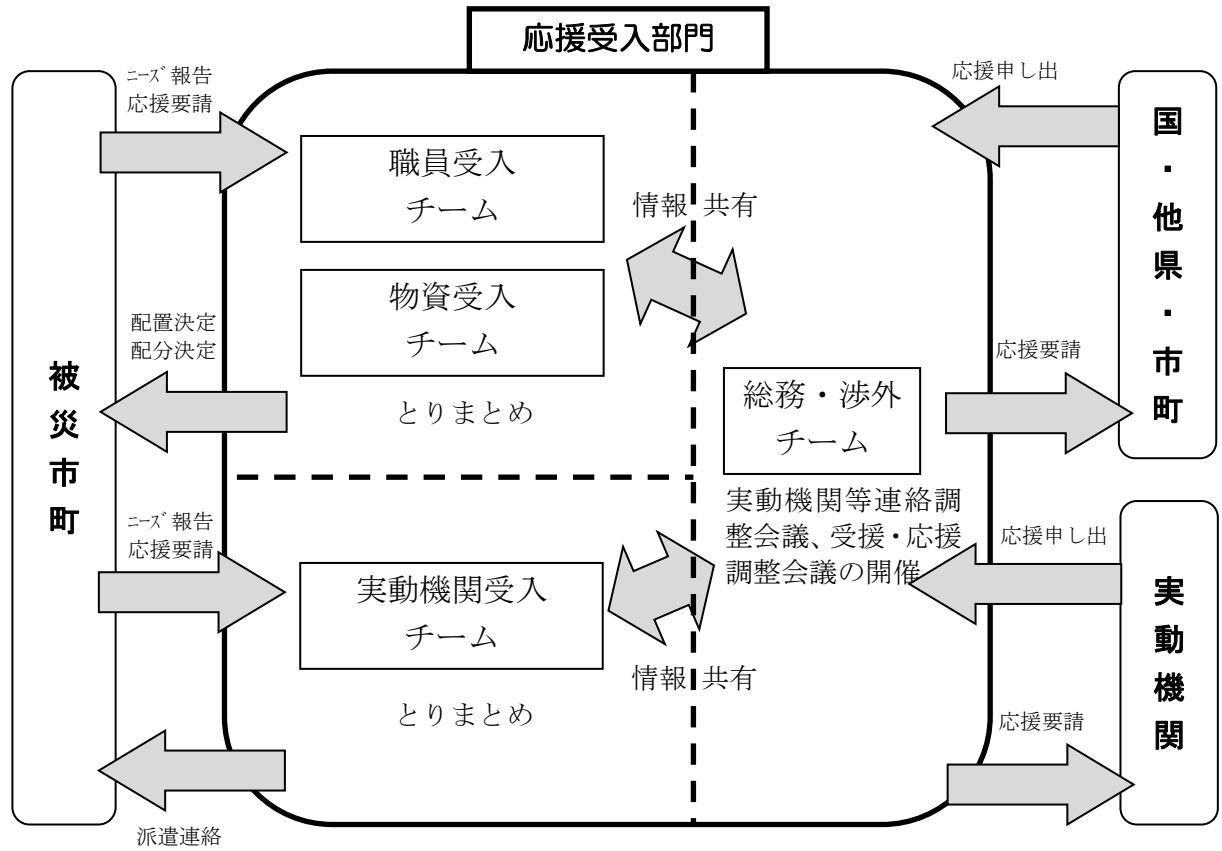 応援受入部門
ニーズ報告
応援要請
応援申し出
職員受入
チーム
情報共有
物資受入
チーム
配置決定
配分決定
とりまとめ
総務・渉外
チーム
応援要請
国・他県・市町
被災市町
実動機関等連絡調
整会議、受援・応援
調整会議の開催
ニーズ報告
応援要請
実動機関受入
チーム
情報共有
とりまとめ
応援申し出
応援要請
実動機関
派遣連絡